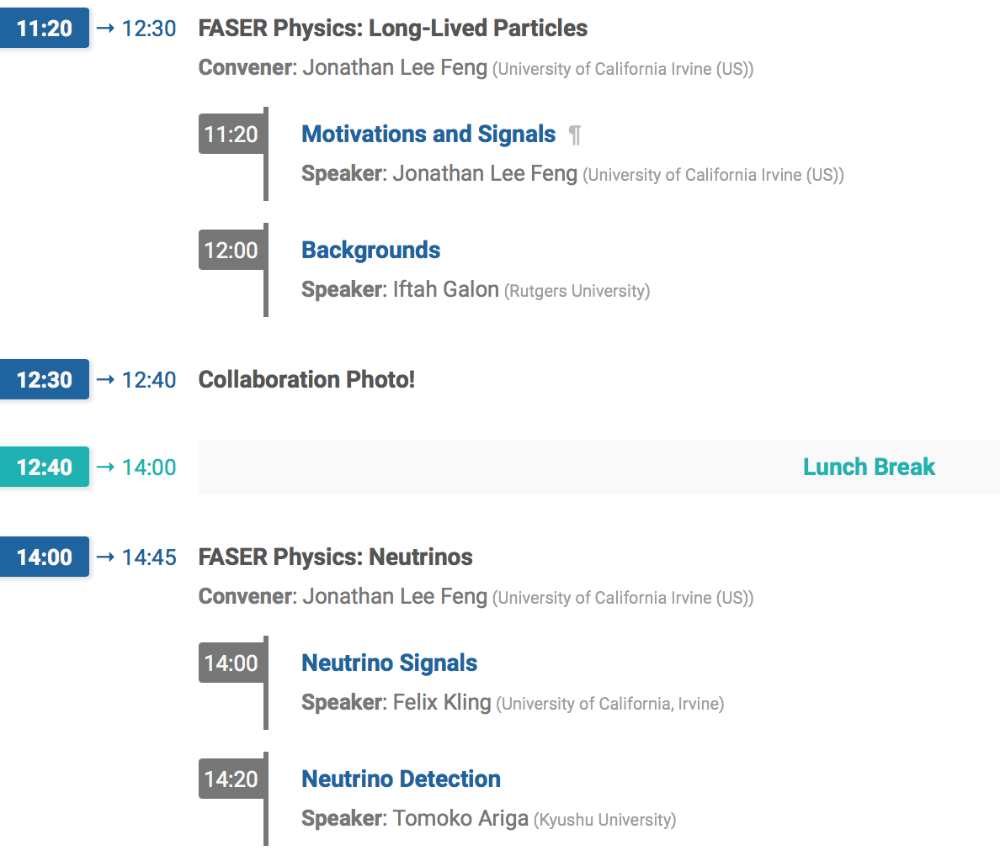 11:20 → 12:30 FASER Physics: Long-Lived Particles
Convener: Jonathan Lee Feng (University of California Irvine (US))
11:20 Motivations and Signals ¶
Speaker: Jonathan Lee Feng (University of California Irvine (US))
12:00 Backgrounds
Speaker: Iftah Galon (Rutgers University)
12:30 → 12:40 Collaboration Photo!
12:40 → 14:00 Lunch Break
14:00 → 14:45 FASER Physics: Neutrinos
Convener: Jonathan Lee Feng (University of California Irvine (US))
14:00 Neutrino Signals
Speaker: Felix Kling (University of California, Irvine)
14:20 Neutrino Detection
Speaker: Tomoko Ariga (Kyushu University)